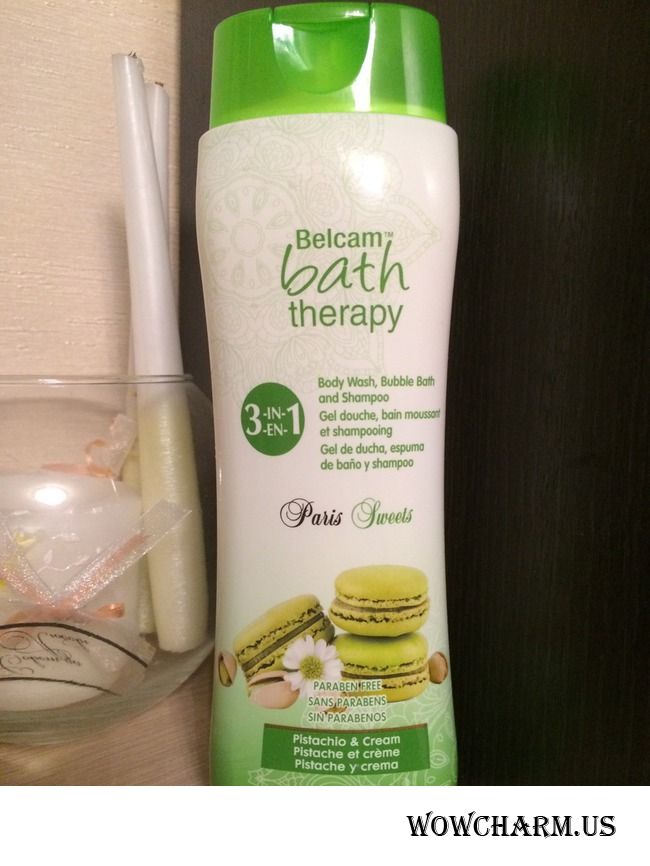 Belcam™
bath
therapy
3-IN-1
-EN-
Body Wash, Bubble Bath
and Shampoo
Gel douche, bain moussant
et shampooing
Gel de ducha, espuma
de baño y shampoo
Paris Sweets
PARABEN FREE
SANS PARABENS
SIN PARABENOS
Pistachio & Cream
Pistache et crème
Pistache y crema
WOWCHARM.US